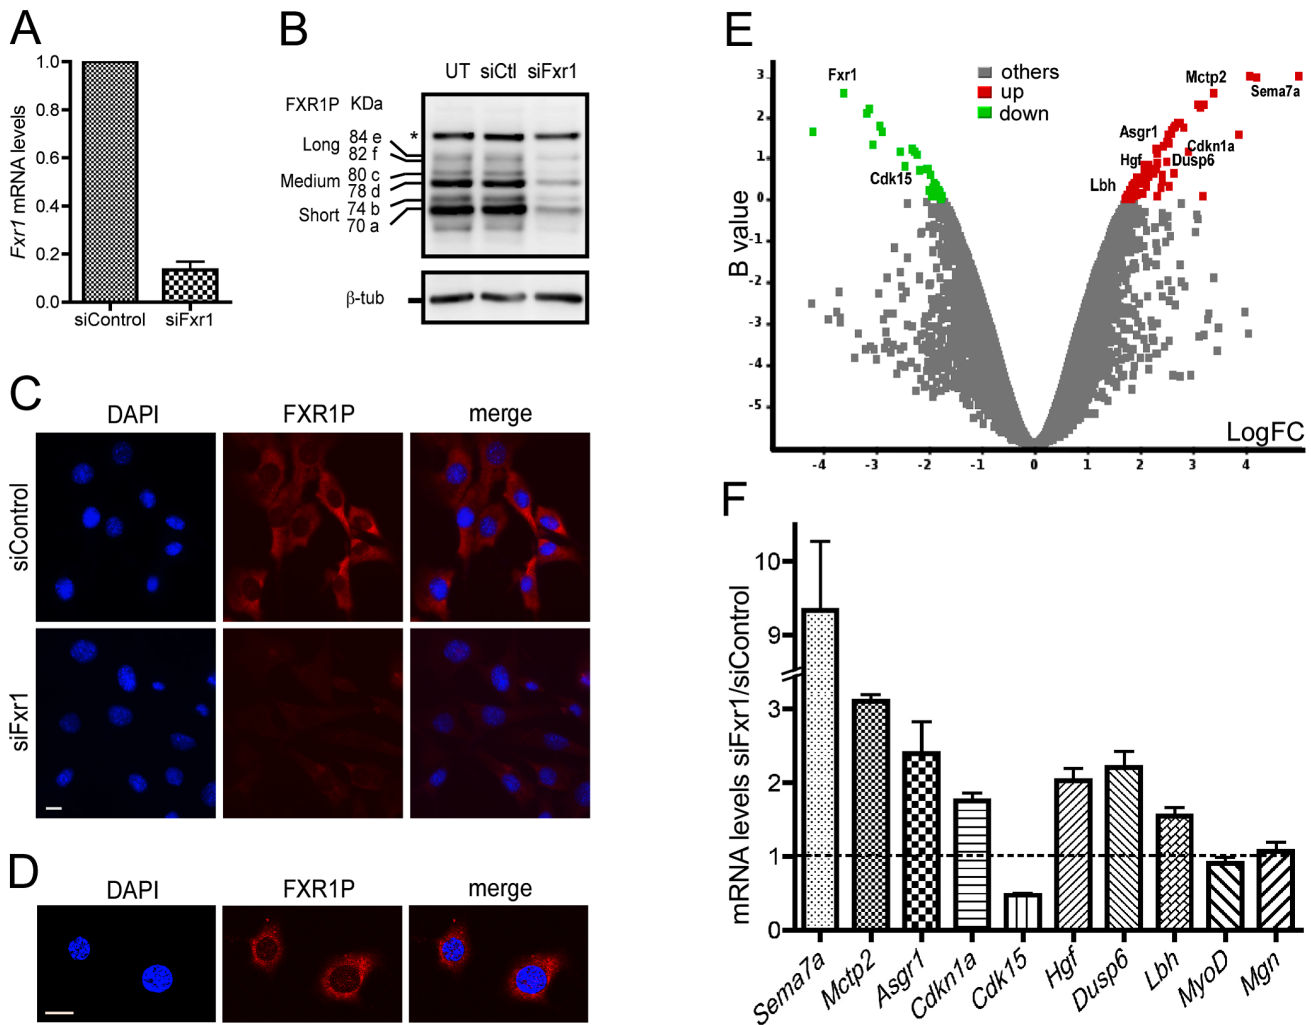 A
Fxr1 mRNA levels
1.0
0.8
0.6
0.4
0.2
0.0
siControl siFxr1
B
UT siCtl siFxr1
FXR1P KDa
*
Long
84 e
82 f
Medium
80 c
78 d
Short
74 b
70 a
β-tub
C
DAPI FXR1P merge
siControl
siFxr1
D
DAPI FXR1P merge
E
B value
3
2
1
0
-1
-2
-3
-4
-5
others
up
down
Fxr1
Mctp2
Sema7a
Asgr1
Cdkn1a
Hgf
Dusp6
Cdk15
Lbh
LogFC
-4 -3 -2 -1 0 1 2 3 4
F
mRNA levels siFxr1/siControl
10
9
3
2
1
0
Sema7a Mctp2 Asgr1 Cdkn1a Cdk15 Hgf Dusp6 Lbh MyoD Mgn